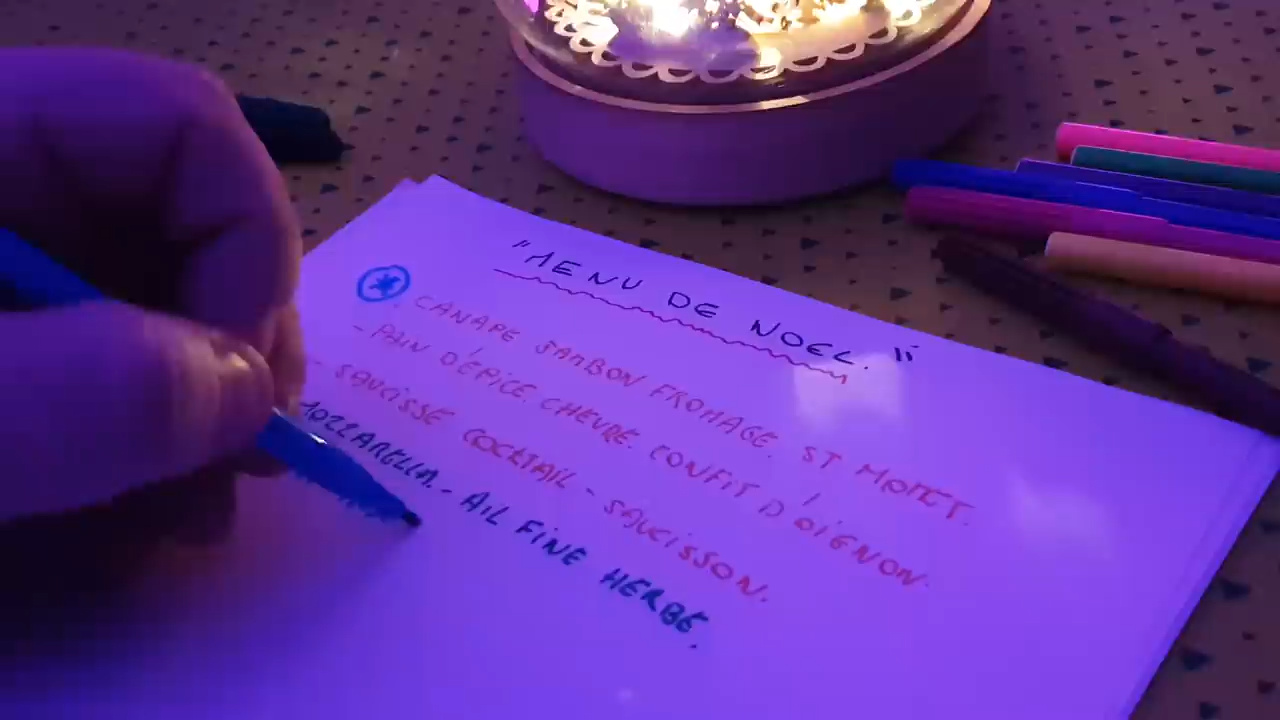 "MENU DE NOEL."
. CANAPE JAMBON FROMAGE. ST MORET.
- PAIN D'ÉPICE. CHEVRE. CONFIT D'OIGNON.
- SAUCISSE COCKTAIL - SAUCISSON.
MOZZARELLA. - AIL FINE HERBE.